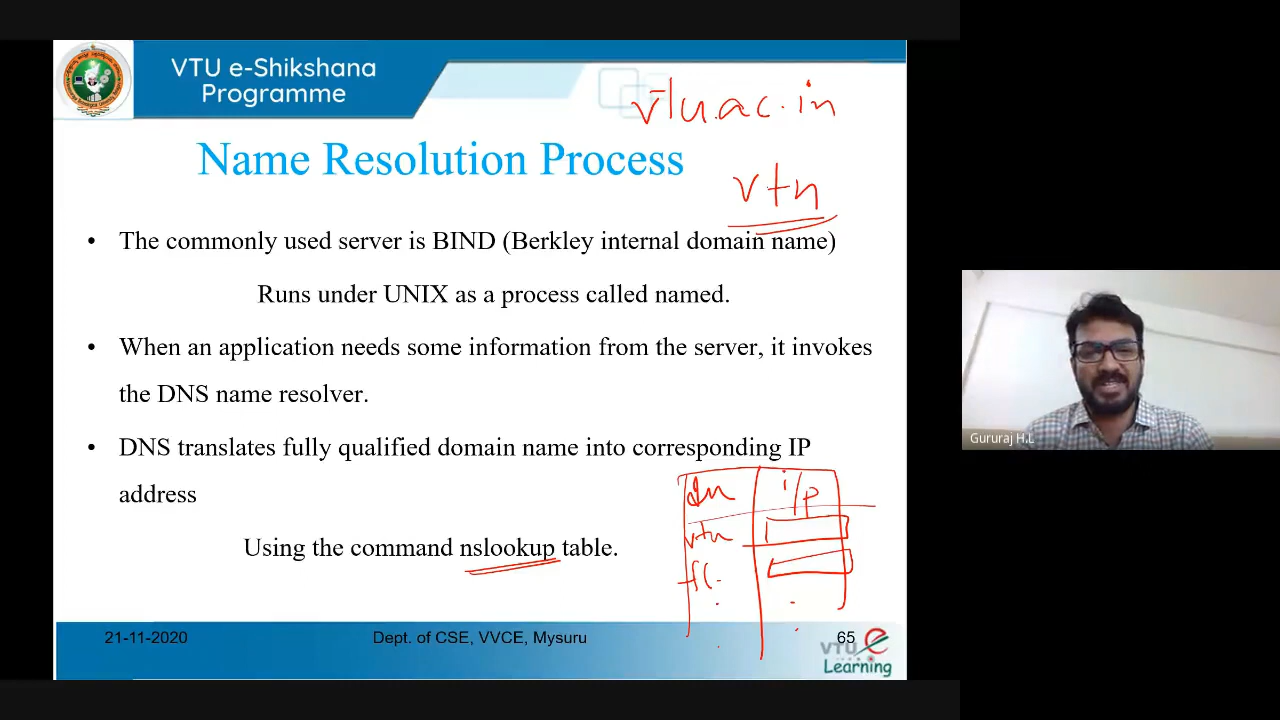 VTU e-Shikshana
Programme
vtu.ac.in
Name Resolution Process
vtu
• The commonly used server is BIND (Berkley internal domain name)
Runs under UNIX as a process called named.
• When an application needs some information from the server, it invokes
the DNS name resolver.
• DNS translates fully qualified domain name into corresponding IP
address
Using the command nslookup table.
dn i/p
vtu
21-11-2020 Dept. of CSE, VVCE, Mysuru 65
VTU e
Learning
Gururaj H.L